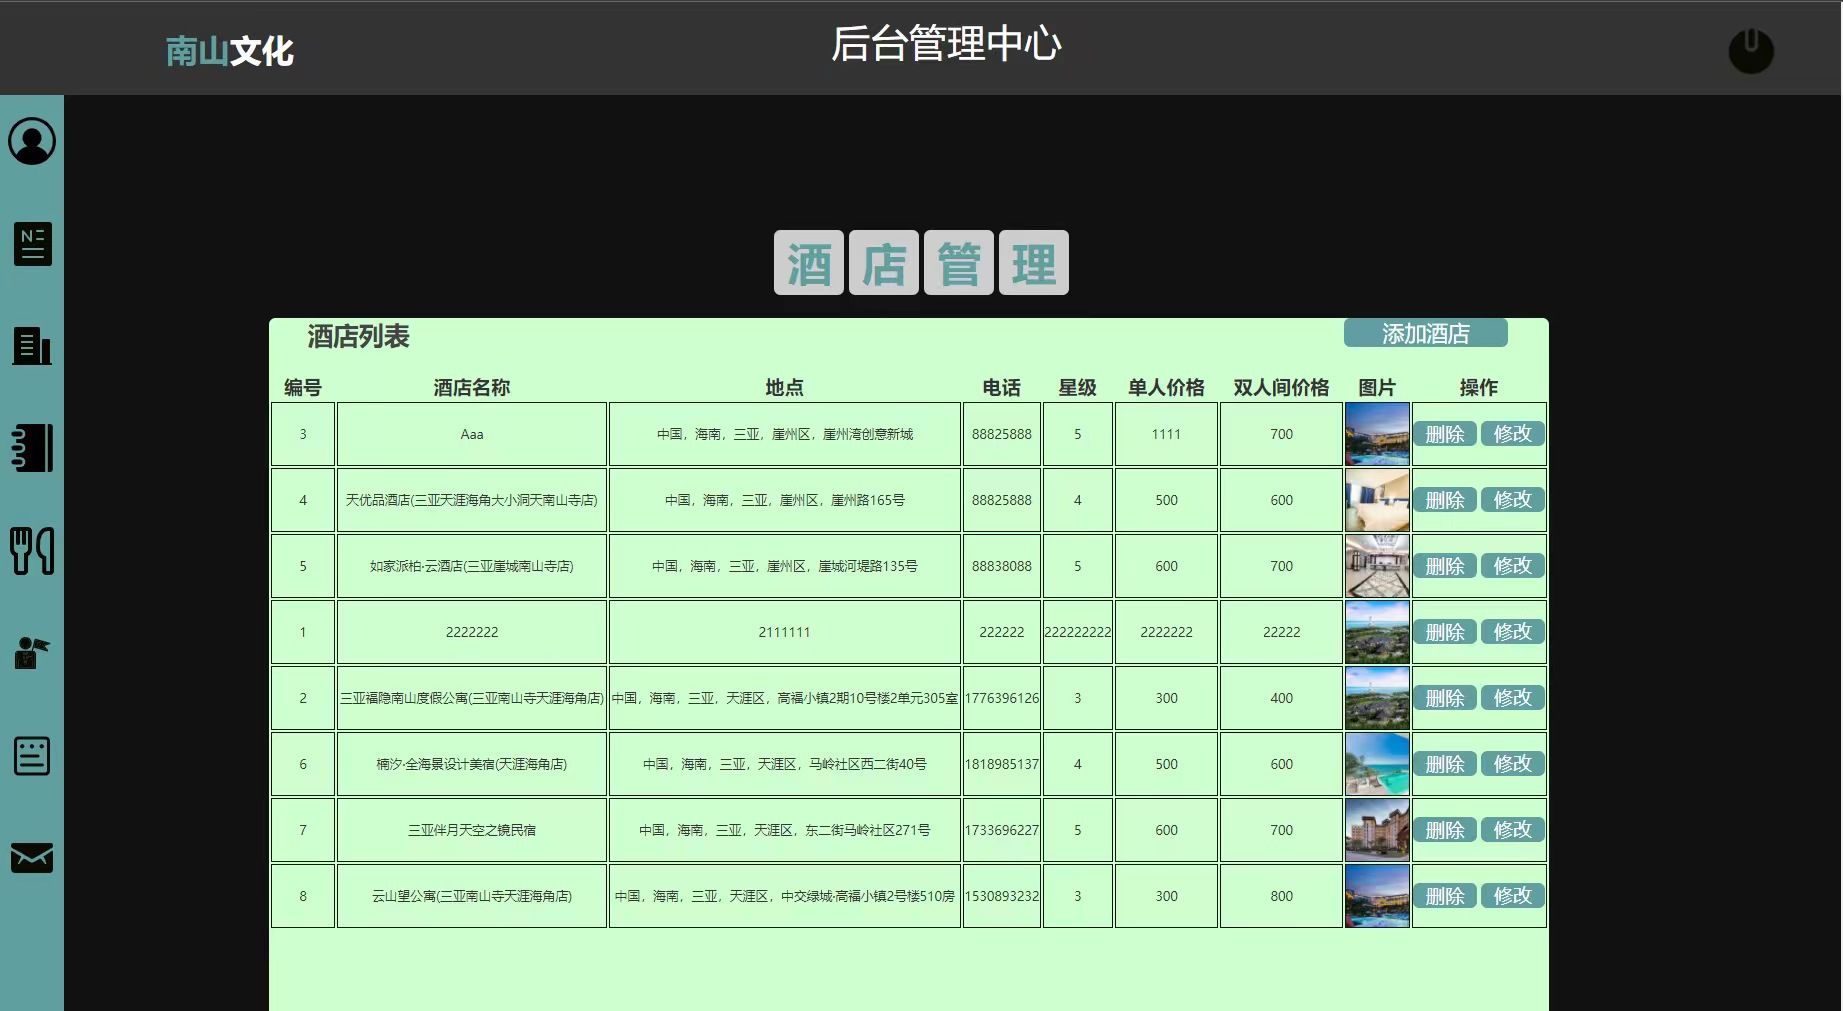 南山文化
后台管理中心
酒店管理
酒店列表 添加酒店
编号 酒店名称 地点 电话 星级 单人价格 双人间价格 图片 操作
3 Aaa 中国，海南，三亚，崖州区，崖州湾创意新城 88825888 5 1111 700 删除 修改
4 天优品酒店(三亚天涯海角大小洞天南山寺店) 中国，海南，三亚，崖州区，崖州路165号 88825888 4 500 600 删除 修改
5 如家派柏·云酒店(三亚崖城南山寺店) 中国，海南，三亚，崖州区，崖城河堤路135号 88838088 5 600 700 删除 修改
1 2222222 2111111 222222 222222222 2222222 22222 删除 修改
2 三亚福隐南山度假公寓(三亚南山寺天涯海角店) 中国，海南，三亚，天涯区，高福小镇2期10号楼2单元305室 1776396126 3 300 400 删除 修改
6 楠汐·全海景设计美宿(天涯海角店) 中国，海南，三亚，天涯区，马岭社区西二街40号 1818985137 4 500 600 删除 修改
7 三亚伴月天空之镜民宿 中国，海南，三亚，天涯区，东二街马岭社区271号 1733696227 5 600 700 删除 修改
8 云山望公寓(三亚南山寺天涯海角店) 中国，海南，三亚，天涯区，中交绿城·高福小镇2号楼510房 1530893232 3 300 800 删除 修改